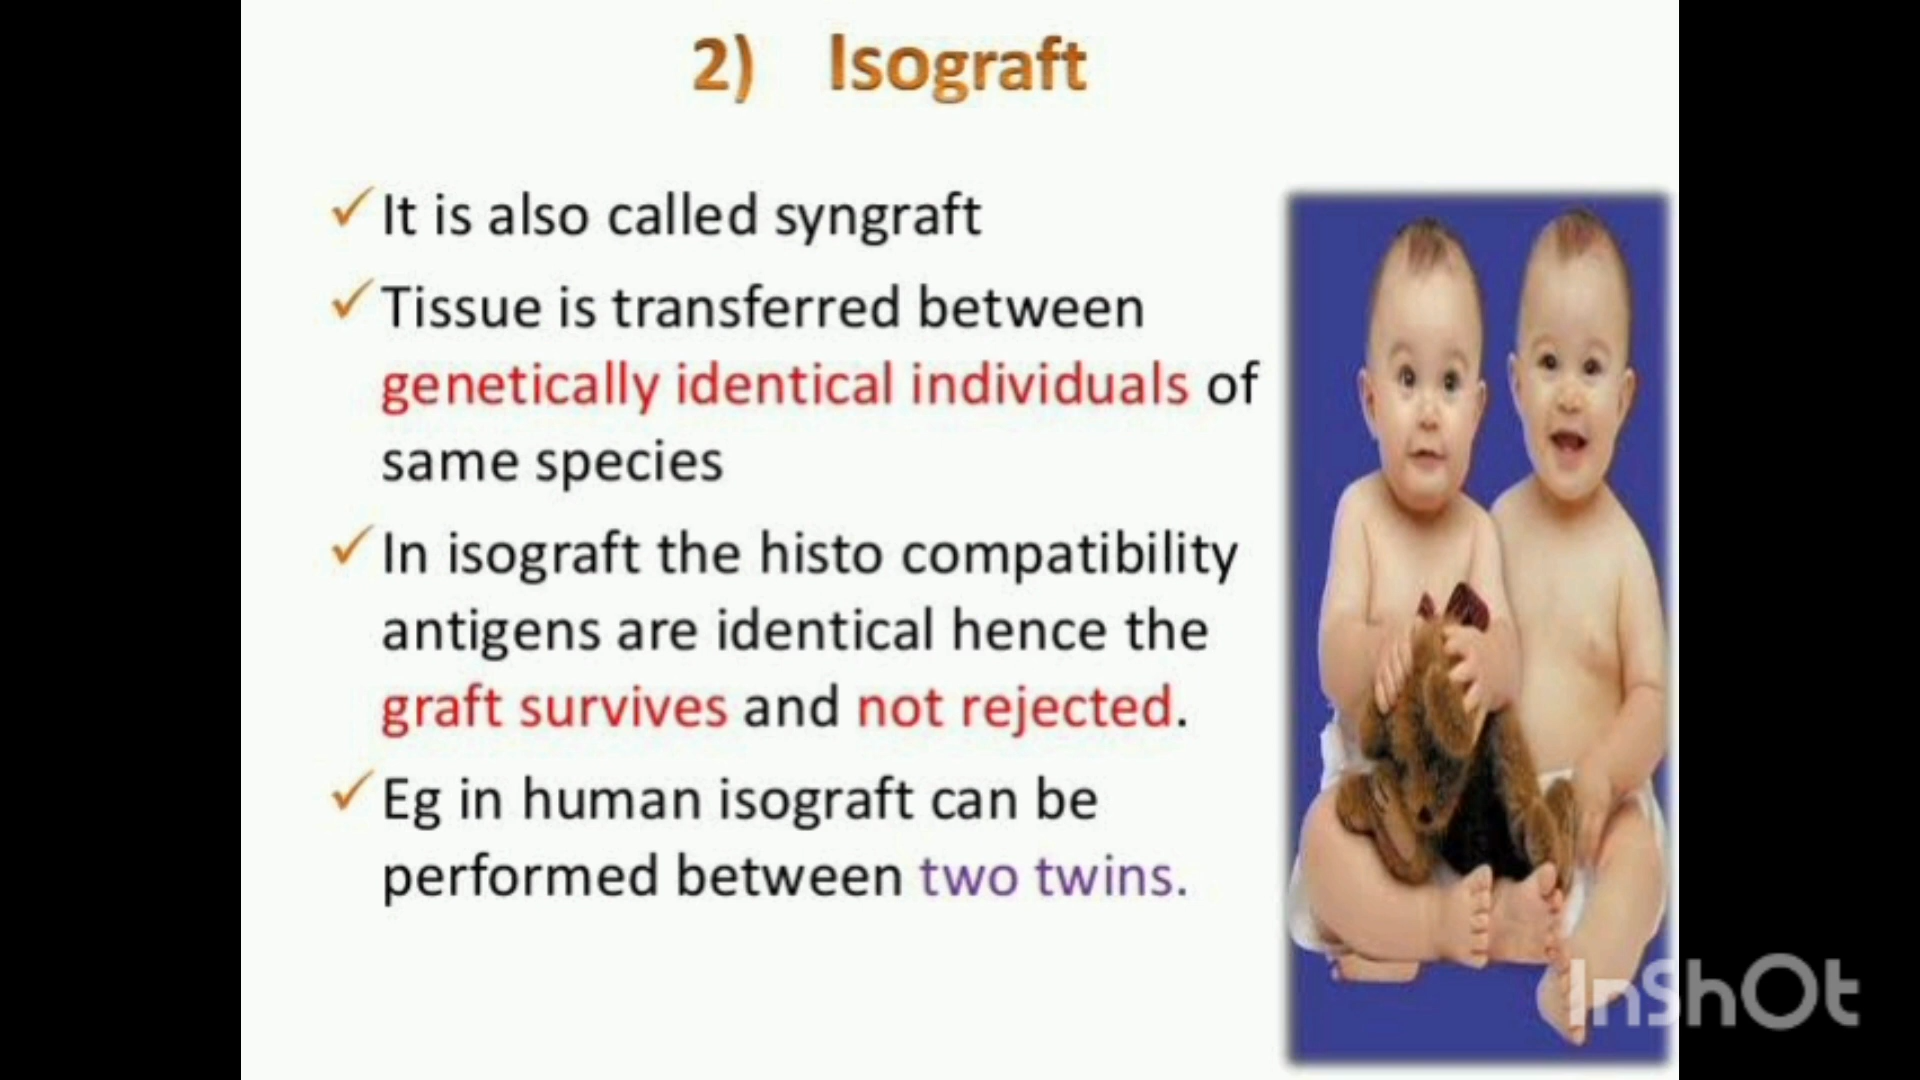 2) Isograft
✓ It is also called syngraft
✓ Tissue is transferred between
genetically identical individuals of
same species
✓ In isograft the histo compatibility
antigens are identical hence the
graft survives and not rejected.
✓ Eg in human isograft can be
performed between two twins.
InShOt